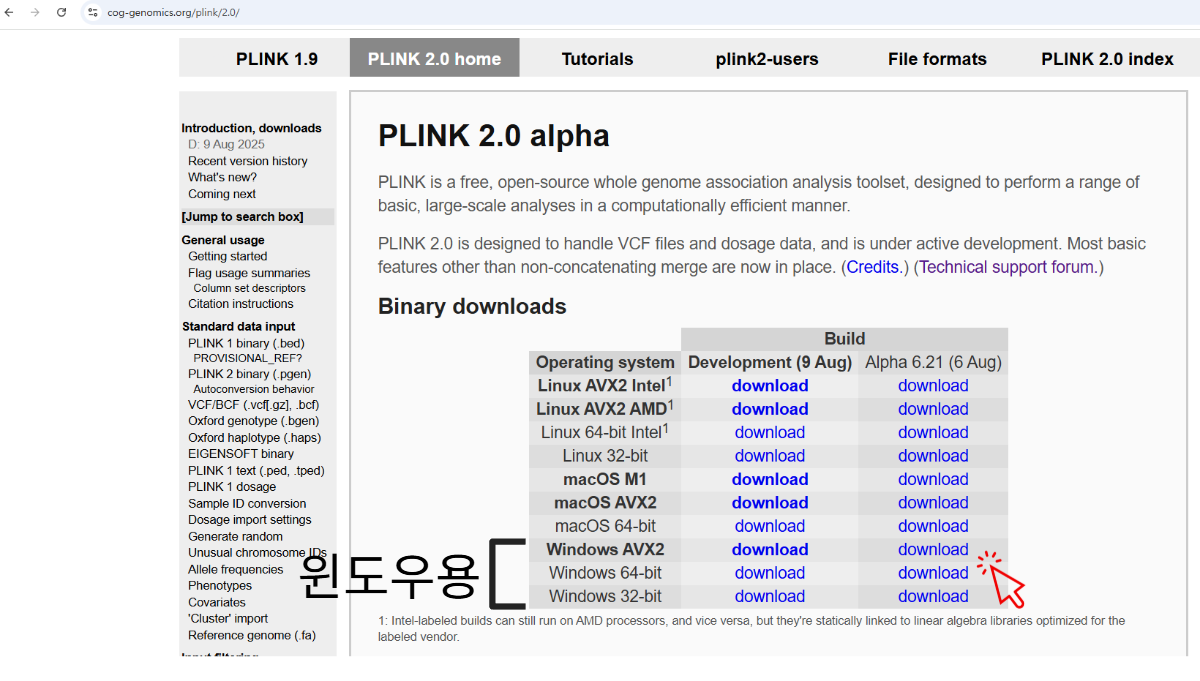 cog-genomics.org/plink/2.0/
PLINK 1.9 PLINK 2.0 home Tutorials plink2-users File formats PLINK 2.0 index
Introduction, downloads
D: 9 Aug 2025
Recent version history
What's new?
Coming next
[Jump to search box]
General usage
Getting started
Flag usage summaries
Column set descriptors
Citation instructions
Standard data input
PLINK 1 binary (.bed)
PROVISIONAL_REF?
PLINK 2 binary (.pgen)
Autoconversion behavior
VCF/BCF (.vcf[.gz], .bcf)
Oxford genotype (.bgen)
Oxford haplotype (.haps)
EIGENSOFT binary
PLINK 1 text (.ped, .tped)
PLINK 1 dosage
Sample ID conversion
Dosage import settings
Generate random
Unusual chromosome IDs
Allele frequencies
Phenotypes
Covariates
'Cluster' import
Reference genome (.fa)
Input filtering
PLINK 2.0 alpha
PLINK is a free, open-source whole genome association analysis toolset, designed to perform a range of
basic, large-scale analyses in a computationally efficient manner.
PLINK 2.0 is designed to handle VCF files and dosage data, and is under active development. Most basic
features other than non-concatenating merge are now in place. (Credits.) (Technical support forum.)
Binary downloads
Build
Operating system Development (9 Aug) Alpha 6.21 (6 Aug)
Linux AVX2 Intel1 download download
Linux AVX2 AMD1 download download
Linux 64-bit Intel1 download download
Linux 32-bit download download
macOS M1 download download
macOS AVX2 download download
macOS 64-bit download download
Windows AVX2 download download
Windows 64-bit download download
Windows 32-bit download download
윈도우용
1: Intel-labeled builds can still run on AMD processors, and vice versa, but they're statically linked to linear algebra libraries optimized for the
labeled vendor.